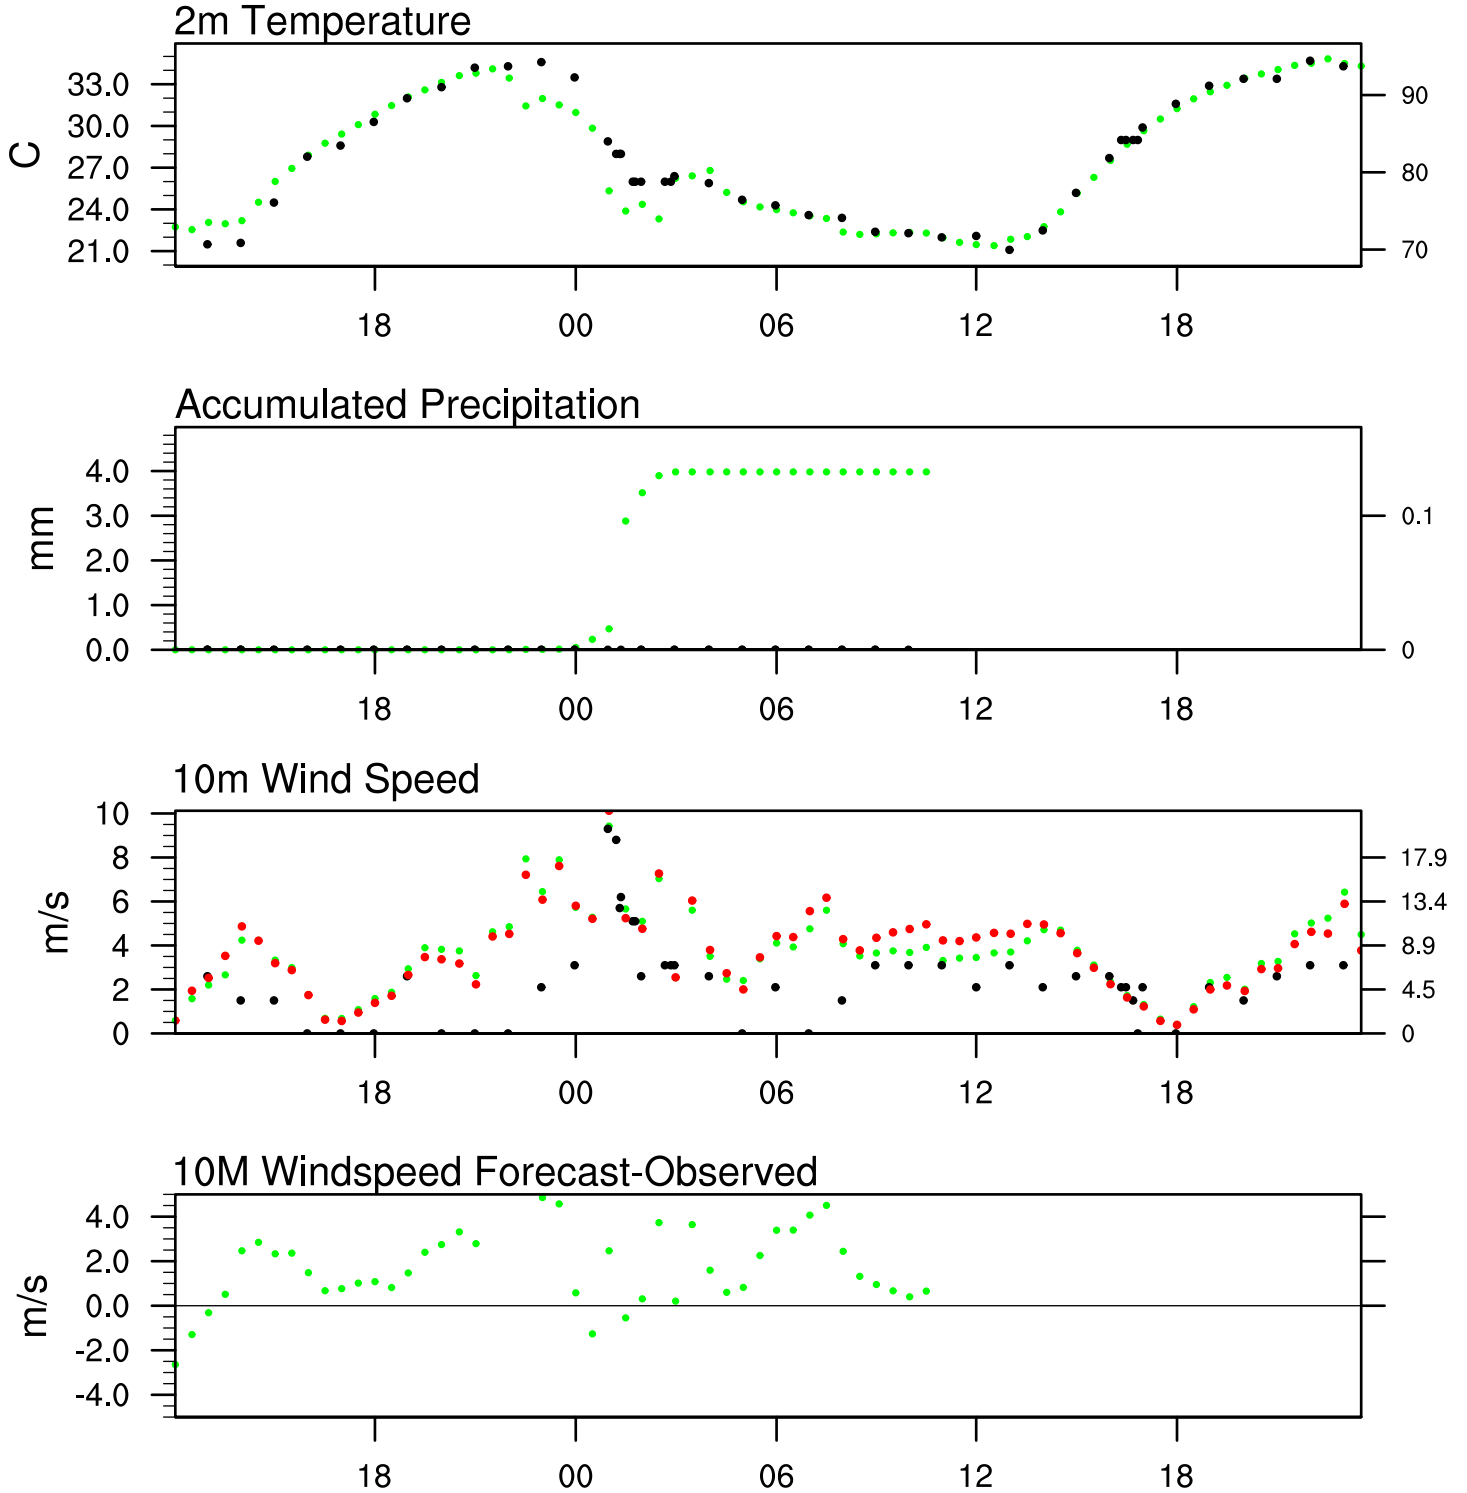 2m Temperature
33.0
30.0
27.0
24.0
21.0
C
90
80
70
18 00 06 12 18
Accumulated Precipitation
4.0
3.0
2.0
1.0
0.0
mm
0.1
0
18 00 06 12 18
10m Wind Speed
10
8
6
4
2
0
m/s
17.9
13.4
8.9
4.5
0
18 00 06 12 18
10M Windspeed Forecast-Observed
4.0
2.0
0.0
-2.0
-4.0
m/s
18 00 06 12 18